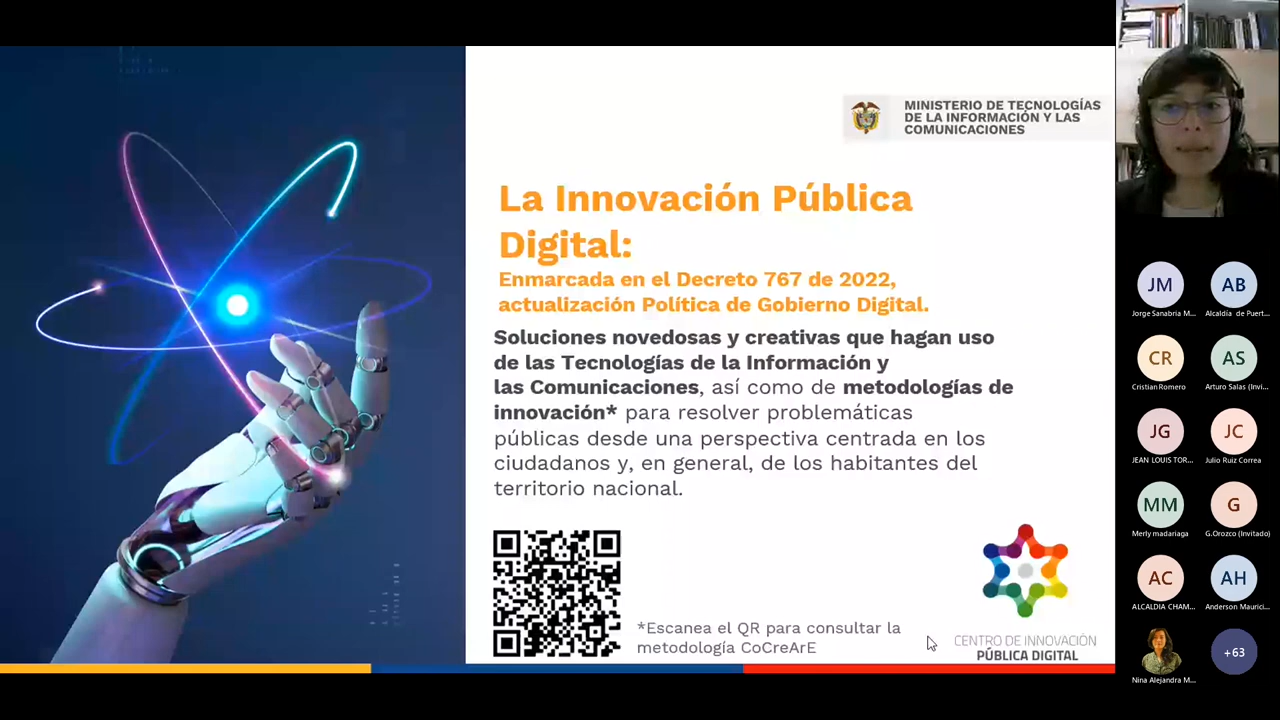 MINISTERIO DE TECNOLOGÍAS
DE LA INFORMACIÓN Y LAS
COMUNICACIONES
La Innovación Pública
Digital:
Enmarcada en el Decreto 767 de 2022,
actualización Política de Gobierno Digital.
Soluciones novedosas y creativas que hagan uso
de las Tecnologías de la Información y
las Comunicaciones, así como de metodologías de
innovación* para resolver problemáticas
públicas desde una perspectiva centrada en los
ciudadanos y, en general, de los habitantes del
territorio nacional.
*Escanea el QR para consultar la
metodología CoCreArE
CENTRO DE INNOVACIÓN
PÚBLICA DIGITAL
JM
AB
Jorge Sanabria M...
Alcaldía de Puert...
CR
AS
Cristian Romero
Arturo Salas (Invi...
JG
JC
JEAN LOUIS TOR...
Julio Ruiz Correa
MM
G
Merly madariaga
G.Orozco (Invitado)
AC
AH
ALCALDIA CHAM...
Anderson Maurici...
+63
Nina Alejandra M...